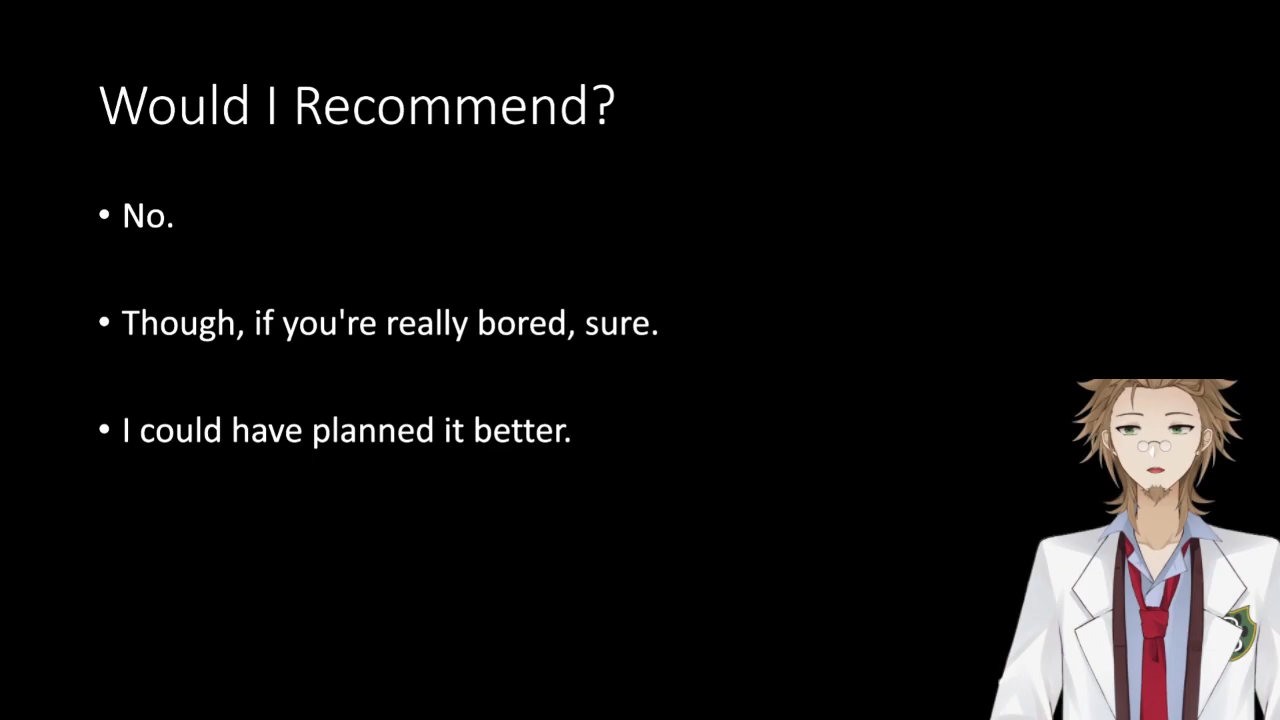 Would I Recommend?
• No.
• Though, if you're really bored, sure.
• I could have planned it better.